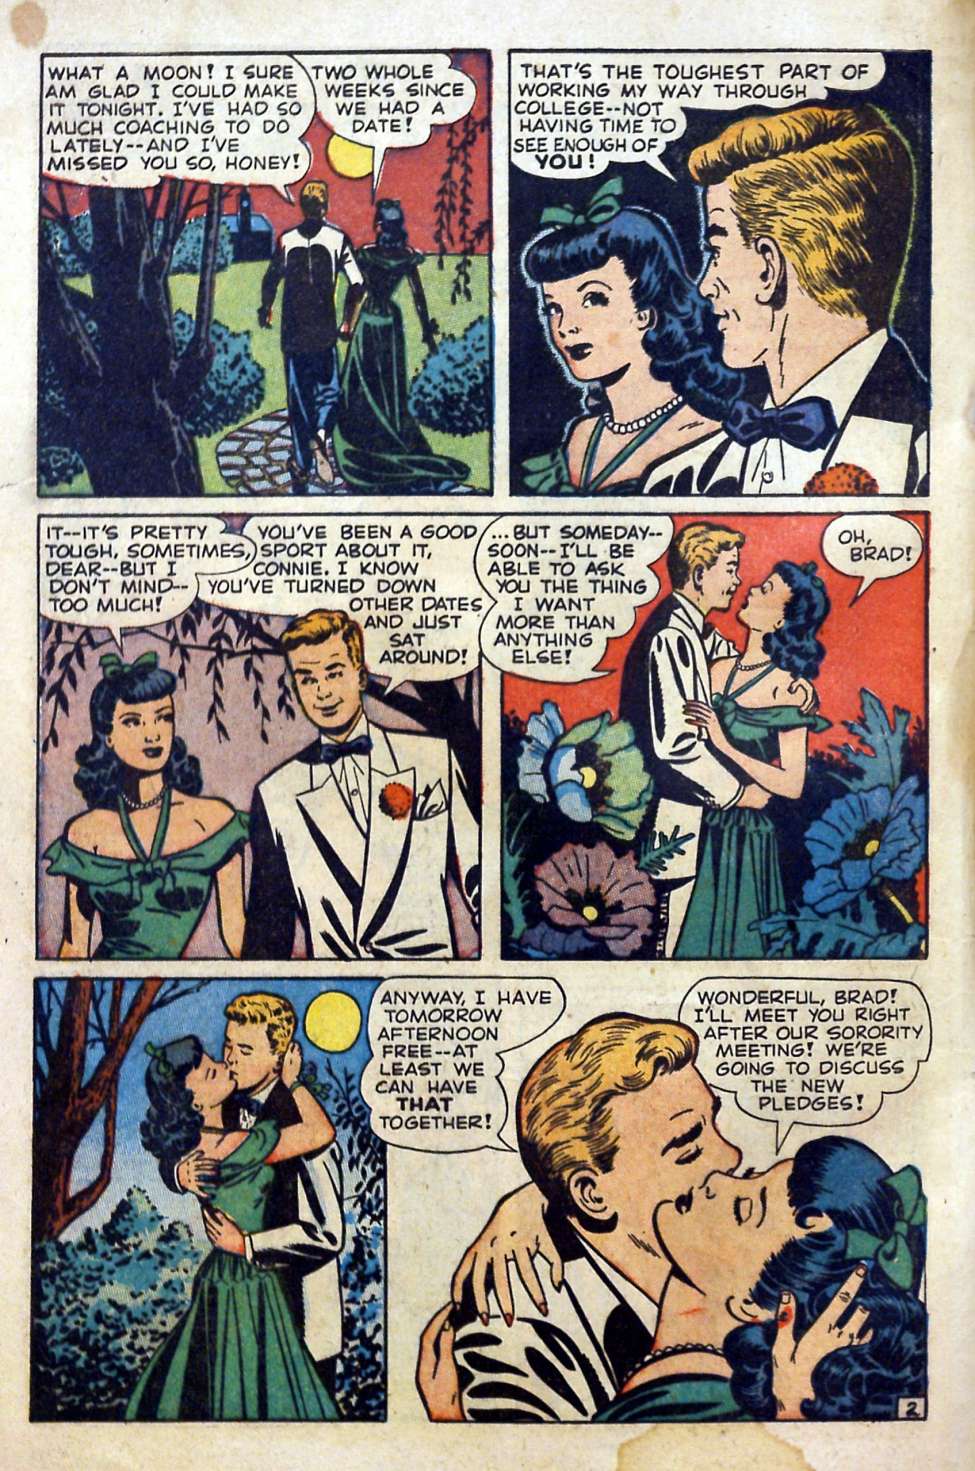 WHAT A MOON! I SURE
AM GLAD I COULD MAKE
IT TONIGHT. I'VE HAD SO
MUCH COACHING TO DO
LATELY--AND I'VE
MISSED YOU SO, HONEY!
TWO WHOLE
WEEKS SINCE
WE HAD A
DATE!
THAT'S THE TOUGHEST PART OF
WORKING MY WAY THROUGH
COLLEGE--NOT
HAVING TIME TO
SEE ENOUGH OF
YOU!
IT--IT'S PRETTY
TOUGH, SOMETIMES,
DEAR--BUT I
DON'T MIND--
TOO MUCH!
YOU'VE BEEN A GOOD
SPORT ABOUT IT,
CONNIE. I KNOW
YOU'VE TURNED DOWN
OTHER DATES
AND JUST
SAT
AROUND!
...BUT SOMEDAY--
SOON--I'LL BE
ABLE TO ASK
YOU THE THING
I WANT
MORE THAN
ANYTHING
ELSE!
OH,
BRAD!
ANYWAY, I HAVE
TOMORROW
AFTERNOON
FREE--AT
LEAST WE
CAN HAVE
THAT
TOGETHER!
WONDERFUL, BRAD!
I'LL MEET YOU RIGHT
AFTER OUR SORORITY
MEETING! WE'RE
GOING TO DISCUSS
THE NEW
PLEDGES!
2